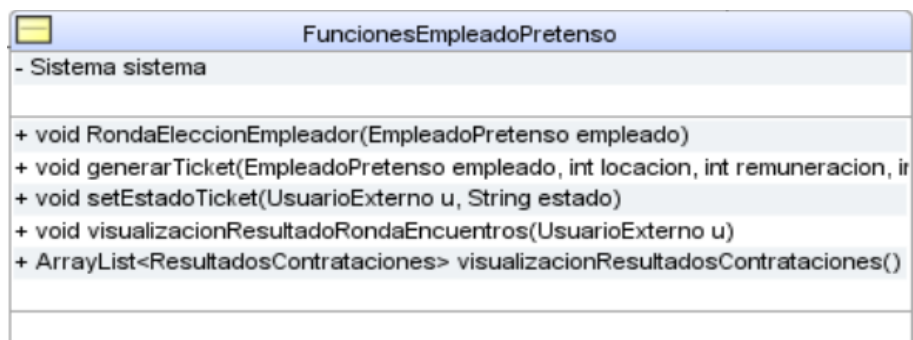 FuncionesEmpleadoPretenso
- Sistema sistema
+ void RondaEleccionEmpleador(EmpleadoPretenso empleado)
+ void generarTicket(EmpleadoPretenso empleado, int locacion, int remuneracion,
+ void setEstadoTicket(UsuarioExterno u, String estado)
+ void visualizacionResultadoRondaEncuentros(UsuarioExterno u)
+ ArrayList<ResultadosContrataciones> visualizacionResultadosContrataciones()